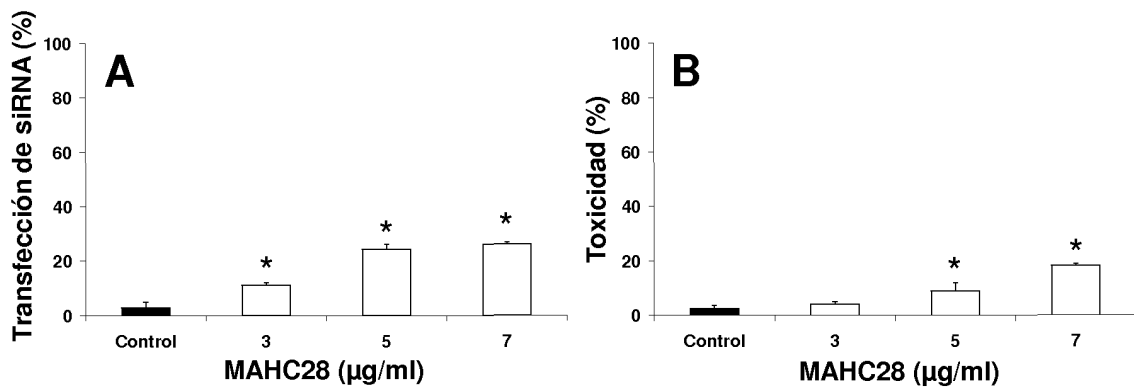 Transfección de siRNA (%)
A
100
80
60
40
20
0
*
*
*
Control
3
5
7
MAHC28 (µg/ml)
Toxicidad (%)
B
100
80
60
40
20
0
*
*
Control
3
5
7
MAHC28 (µg/ml)